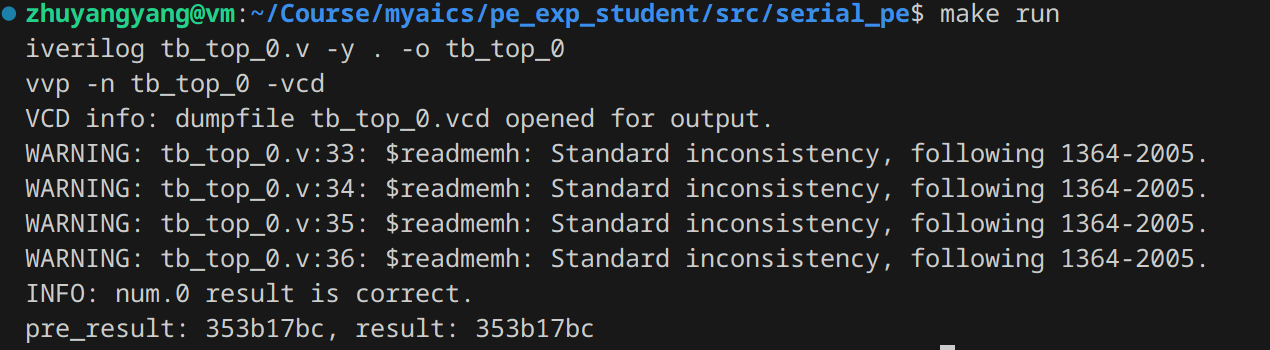 zhuyangyang@vm:~/Course/myaics/pe_exp_student/src/serial_pe$ make run
iverilog tb_top_0.v -y . -o tb_top_0
vvp -n tb_top_0 -vcd
VCD info: dumpfile tb_top_0.vcd opened for output.
WARNING: tb_top_0.v:33: $readmemh: Standard inconsistency, following 1364-2005.
WARNING: tb_top_0.v:34: $readmemh: Standard inconsistency, following 1364-2005.
WARNING: tb_top_0.v:35: $readmemh: Standard inconsistency, following 1364-2005.
WARNING: tb_top_0.v:36: $readmemh: Standard inconsistency, following 1364-2005.
INFO: num.0 result is correct.
pre_result: 353b17bc, result: 353b17bc